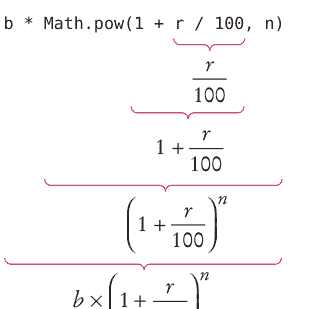 b * Math.pow(1 + r / 100, n)
r
100
1 + r
100
(1 + r
100)n
b × (1 + r)n